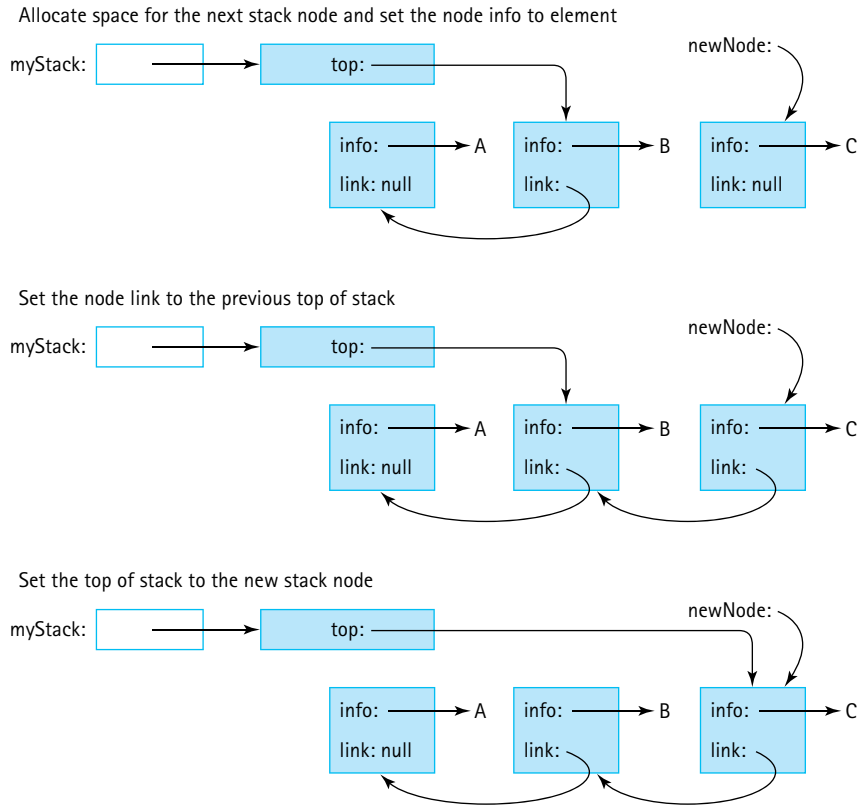 Allocate space for the next stack node and set the node info to element
newNode:
myStack:
top:
info: A
info: B
info: C
link: null
link:
link: null
Set the node link to the previous top of stack
newNode:
myStack:
top:
info: A
info: B
info: C
link: null
link:
link:
Set the top of stack to the new stack node
newNode:
myStack:
top:
info: A
info: B
info: C
link: null
link:
link: